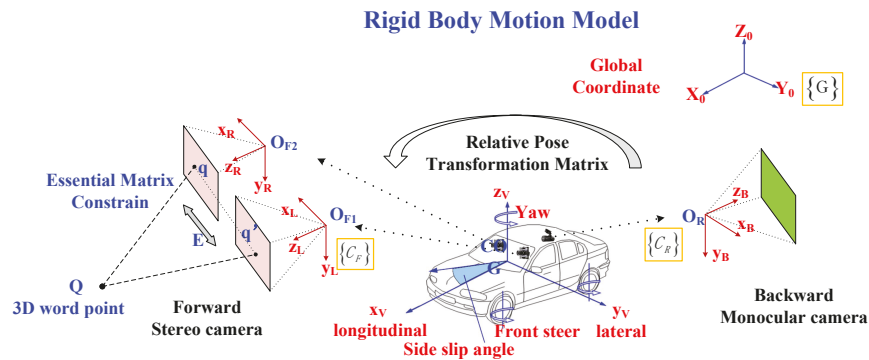 Rigid Body Motion Model
Z0
Global
Coordinate
X0
Y0
{G}
xR
OF2
zR
yR
q
Essential Matrix
Constrain
E
xL
OF1
q'
zL
yL
{CF}
Relative Pose
Transformation Matrix
zV
Yaw
G
zB
OR
xB
{CR}
yB
Q
3D word point
Forward
Stereo camera
xV
longitudinal
Front steer
Side slip angle
yV
lateral
Backward
Monocular camera